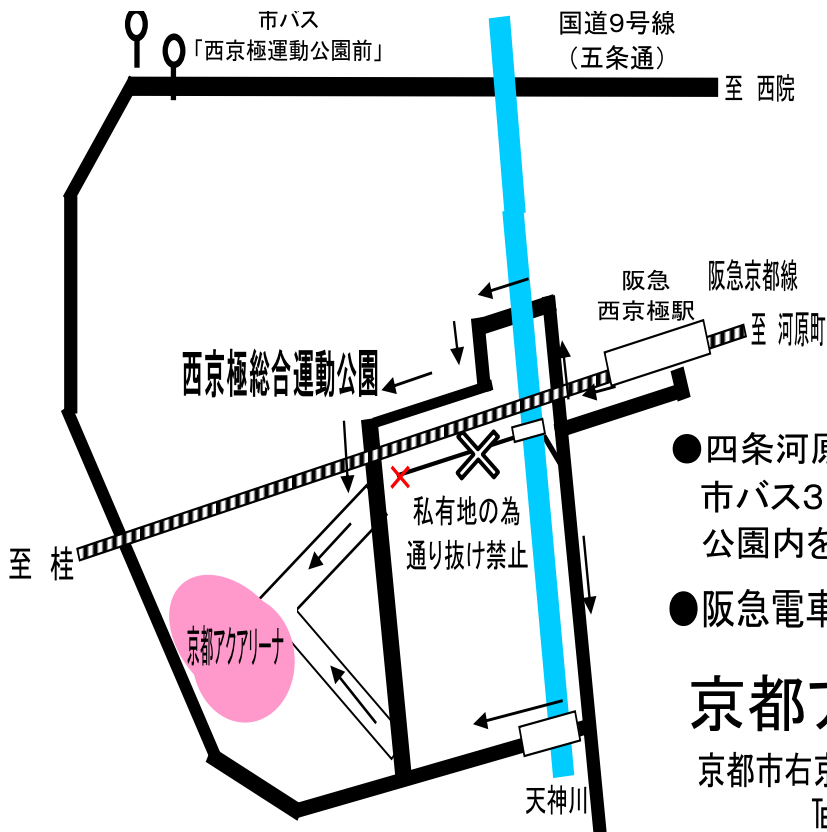 市バス
「西京極運動公園前」
国道9号線
（五条通）
至 西院
阪急
西京極駅
阪急京都線
至 河原町
西京極総合運動公園
●四条河原
市バス3
公園内を
私有地の為
通り抜け禁止
至 桂
●阪急電車
京都アクアリーナ
京都ア
京都市右京
天神川